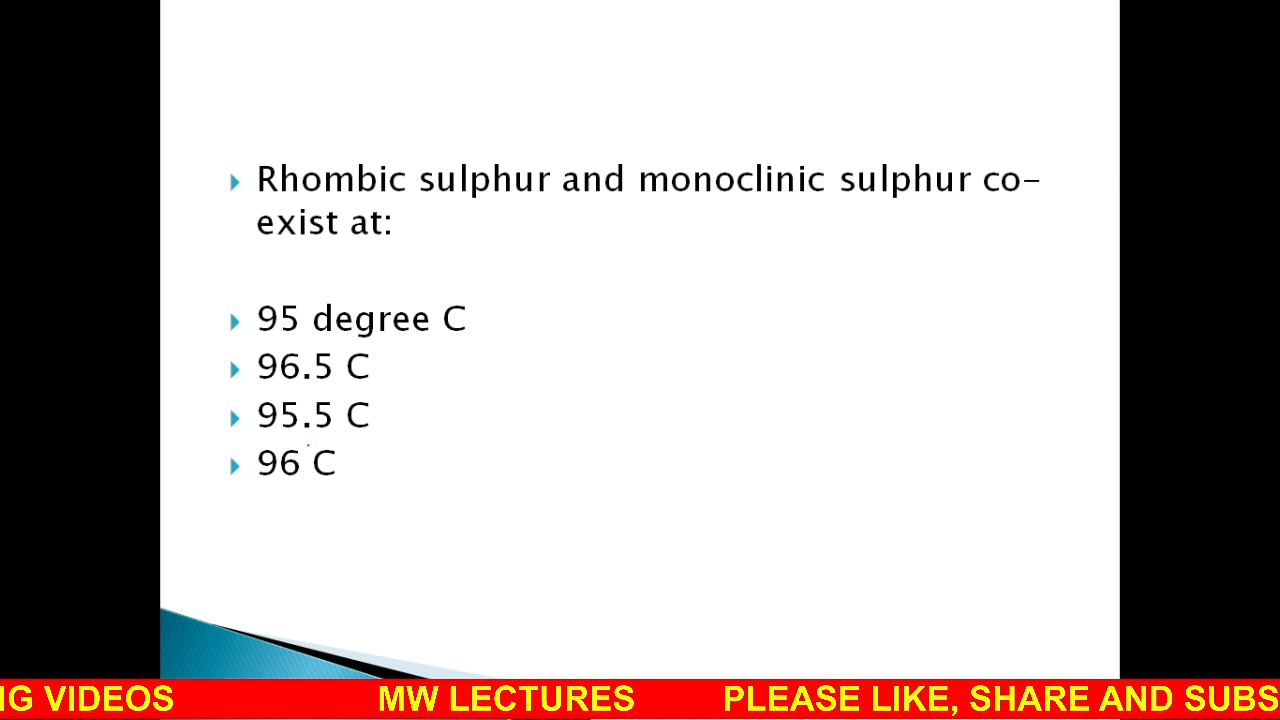 Rhombic sulphur and monoclinic sulphur co-
exist at:
95 degree C
96.5 C
95.5 C
96 C
IG VIDEOS MW LECTURES PLEASE LIKE, SHARE AND SUBS